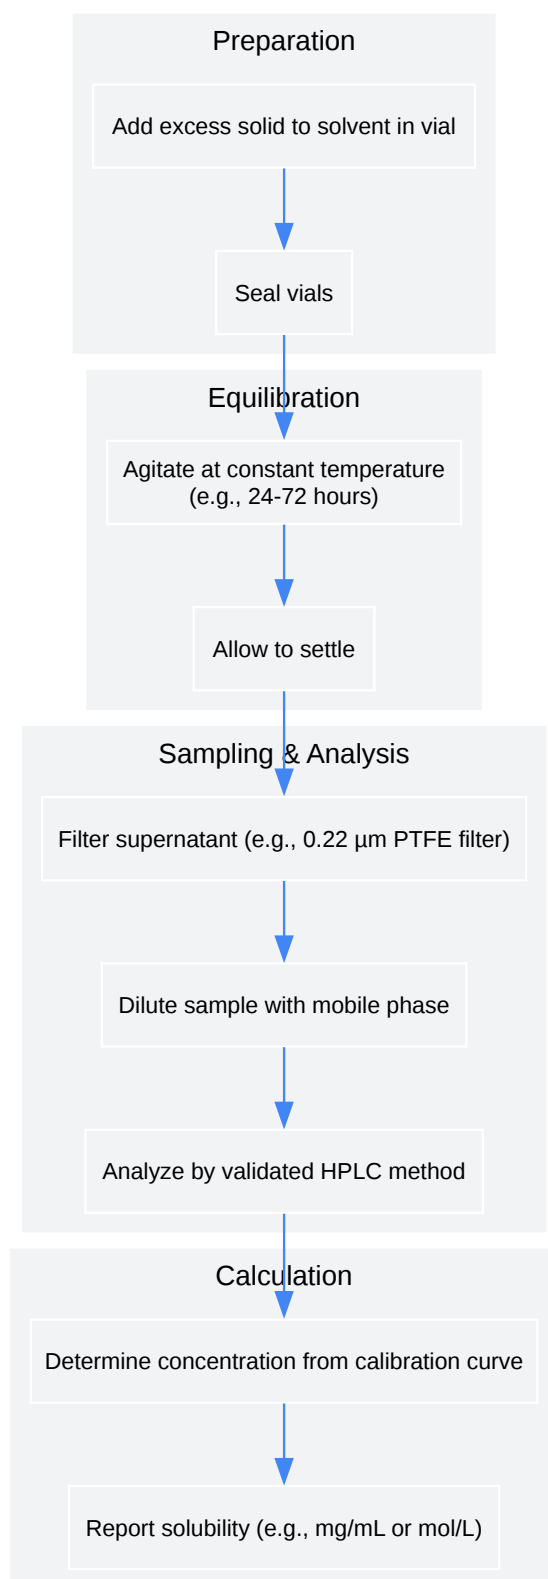 Preparation
Add excess solid to solvent in vial
Seal vials
Equilibration
Agitate at constant temperature
(e.g., 24-72 hours)
Allow to settle
Sampling & Analysis
Filter supernatant (e.g., 0.22 µm PTFE filter)
Dilute sample with mobile phase
Analyze by validated HPLC method
Calculation
Determine concentration from calibration curve
Report solubility (e.g., mg/mL or mol/L)